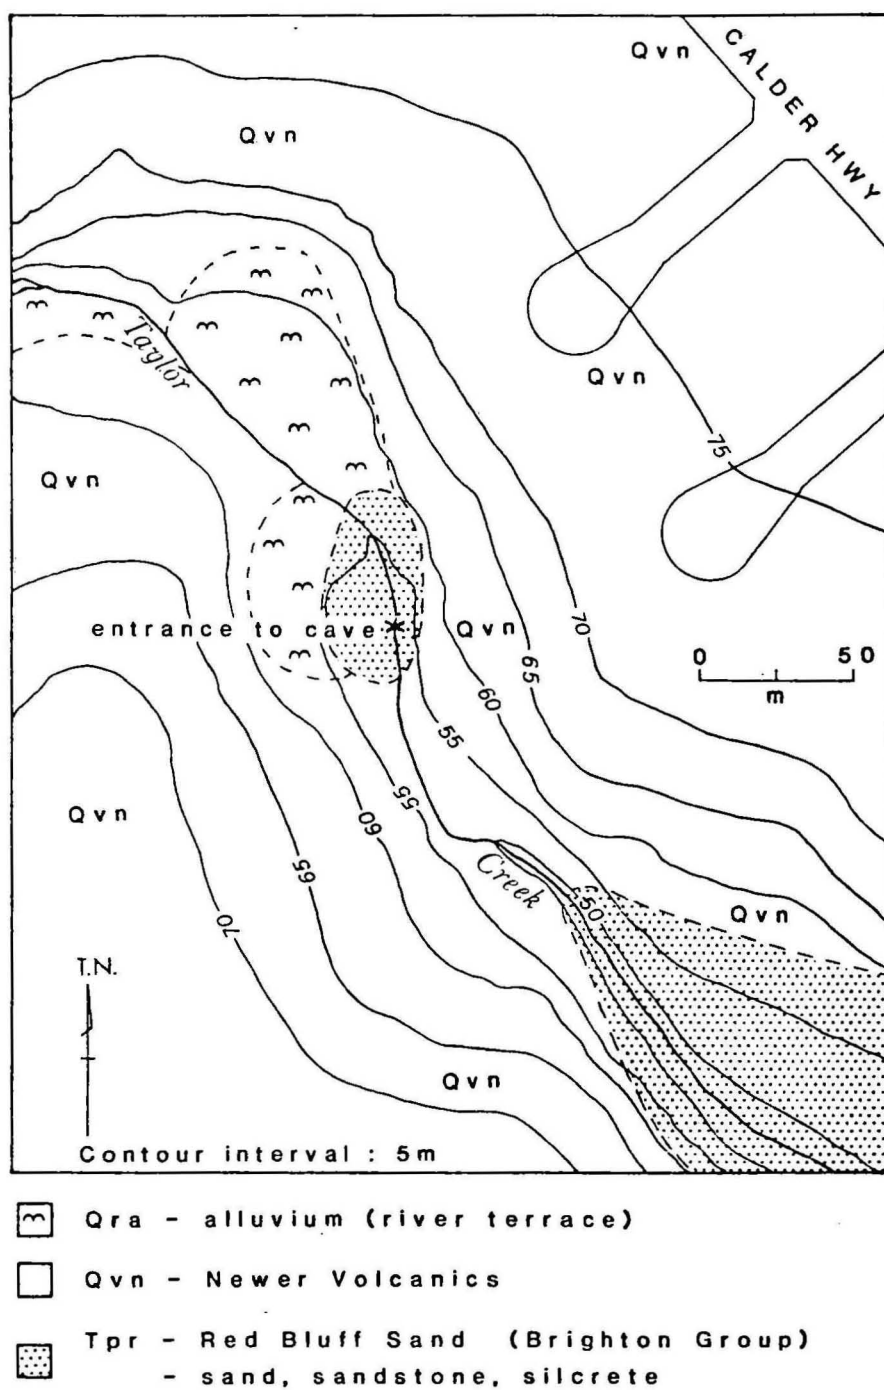 Qvn
CALDER HWY
Qvn
Taylor
Qvn
75
Qvn
entrance to cave
Qvn
70
0 50
m
65
60
55
55
Qvn
60
Creek
65
50
Qvn
70
T.N.
Qvn
Contour interval : 5m
Qra - alluvium (river terrace)
Qvn - Newer Volcanics
Tpr - Red Bluff Sand (Brighton Group)
- sand, sandstone, silcrete